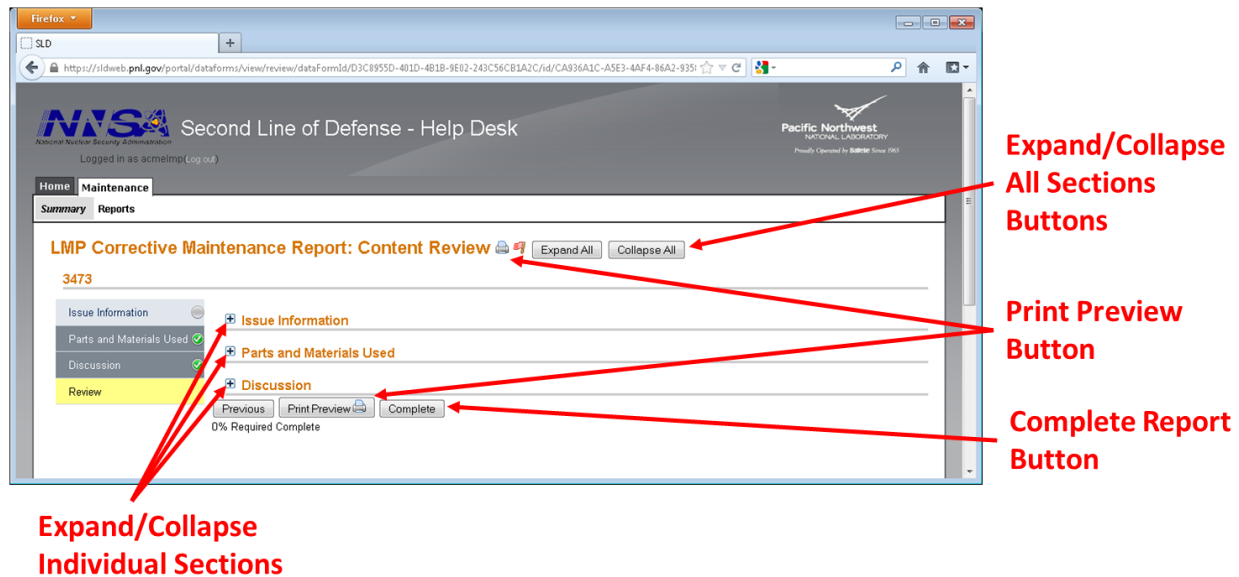 Firefox
SLD
https://sldweb.pnl.gov/portal/dataforms/view/review/dataFormId/D3C8955D-401D-4B1B-9E02-243C56CB1A2C/id/CA936A1C-A5E3-4AF4-86A2-935
NNSA
National Nuclear Security Administration
Second Line of Defense - Help Desk
Pacific Northwest
NATIONAL LABORATORY
Proudly Operated by Battelle Since 1965
Logged in as acmelmp(Log out)
Home Maintenance
Summary Reports
LMP Corrective Maintenance Report: Content Review Expand All Collapse All
3473
Issue Information
Parts and Materials Used
Discussion
Review
Issue Information
Parts and Materials Used
Discussion
Previous Print Preview Complete
0% Required Complete
Expand/Collapse
All Sections
Buttons
Print Preview
Button
Complete Report
Button
Expand/Collapse
Individual Sections